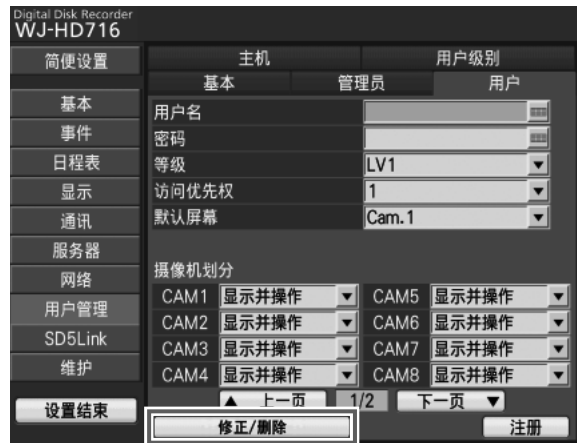 Digital Disk Recorder
WJ-HD716
简便设置
基本
事件
日程表
显示
通讯
服务器
网络
用户管理
SD5Link
维护
设置结束
主机 用户级别
基本 管理员 用户
用户名
密码
等级 LV1
访问优先权 1
默认屏幕 Cam.1
摄像机划分
CAM1 显示并操作 CAM5 显示并操作
CAM2 显示并操作 CAM6 显示并操作
CAM3 显示并操作 CAM7 显示并操作
CAM4 显示并操作 CAM8 显示并操作
▲ 上一页 1/2 下一页 ▼
修正/删除 注册